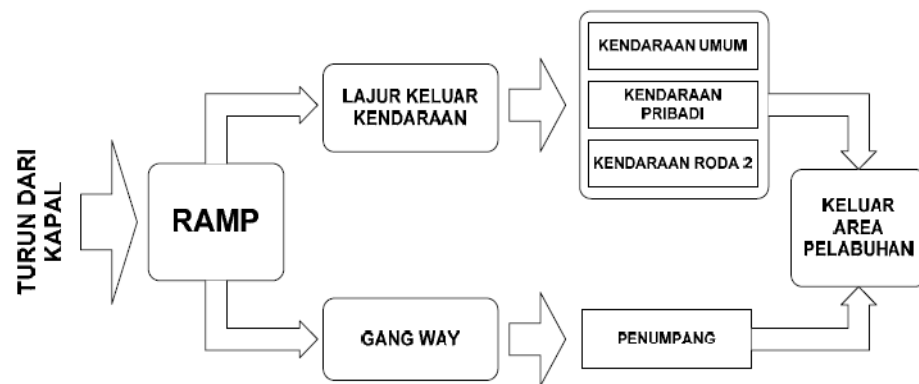 TURUN DARI
KAPAL
RAMP
LAJUR KELUAR
KENDARAAN
KENDARAAN UMUM
KENDARAAN
PRIBADI
KENDARAAN RODA 2
GANG WAY
PENUMPANG
KELUAR
AREA
PELABUHAN